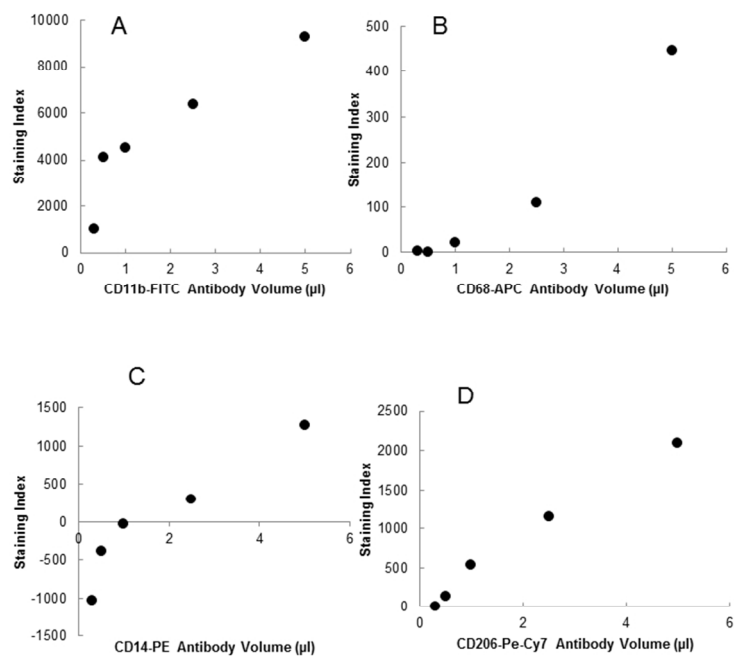 A
10000
8000
6000
4000
2000
0
0 1 2 3 4 5 6
Staining Index
CD11b-FITC Antibody Volume (µl)
B
500
400
300
200
100
0
0 1 2 3 4 5 6
Staining Index
CD68-APC Antibody Volume (µl)
C
1500
1000
500
0
-500
-1000
-1500
0 2 4 6
Staining Index
CD14-PE Antibody Volume (µl)
D
2500
2000
1500
1000
500
0
0 2 4 6
Staining Index
CD206-Pe-Cy7 Antibody Volume (µl)